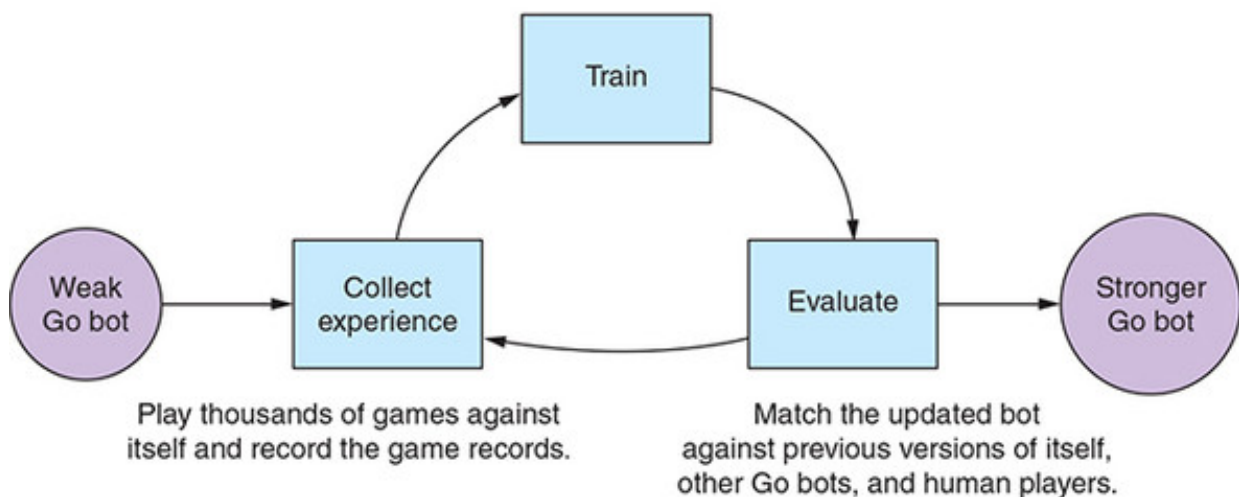 Train
Weak
Go bot
Collect
experience
Evaluate
Stronger
Go bot
Play thousands of games against
itself and record the game records.
Match the updated bot
against previous versions of itself,
other Go bots, and human players.